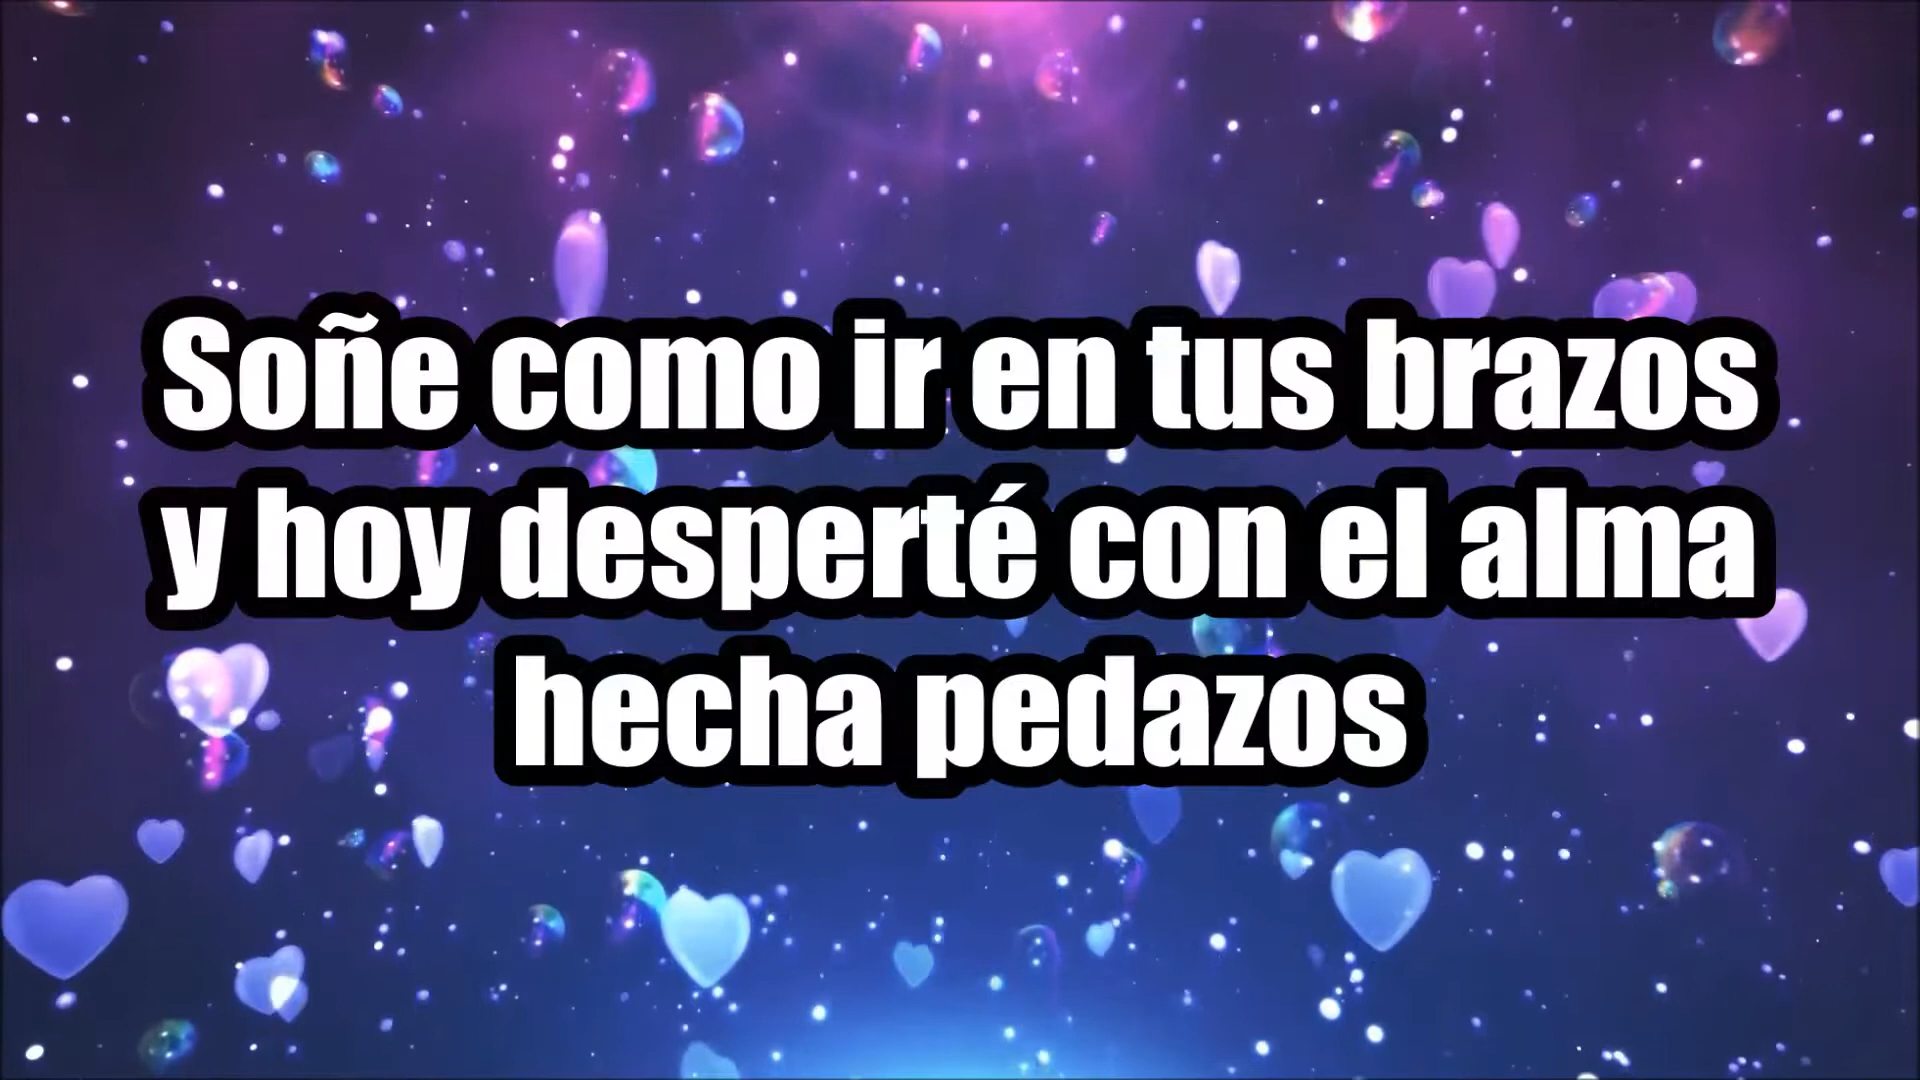 Soñe como ir en tus brazos
y hoy desperté con el alma
hecha pedazos